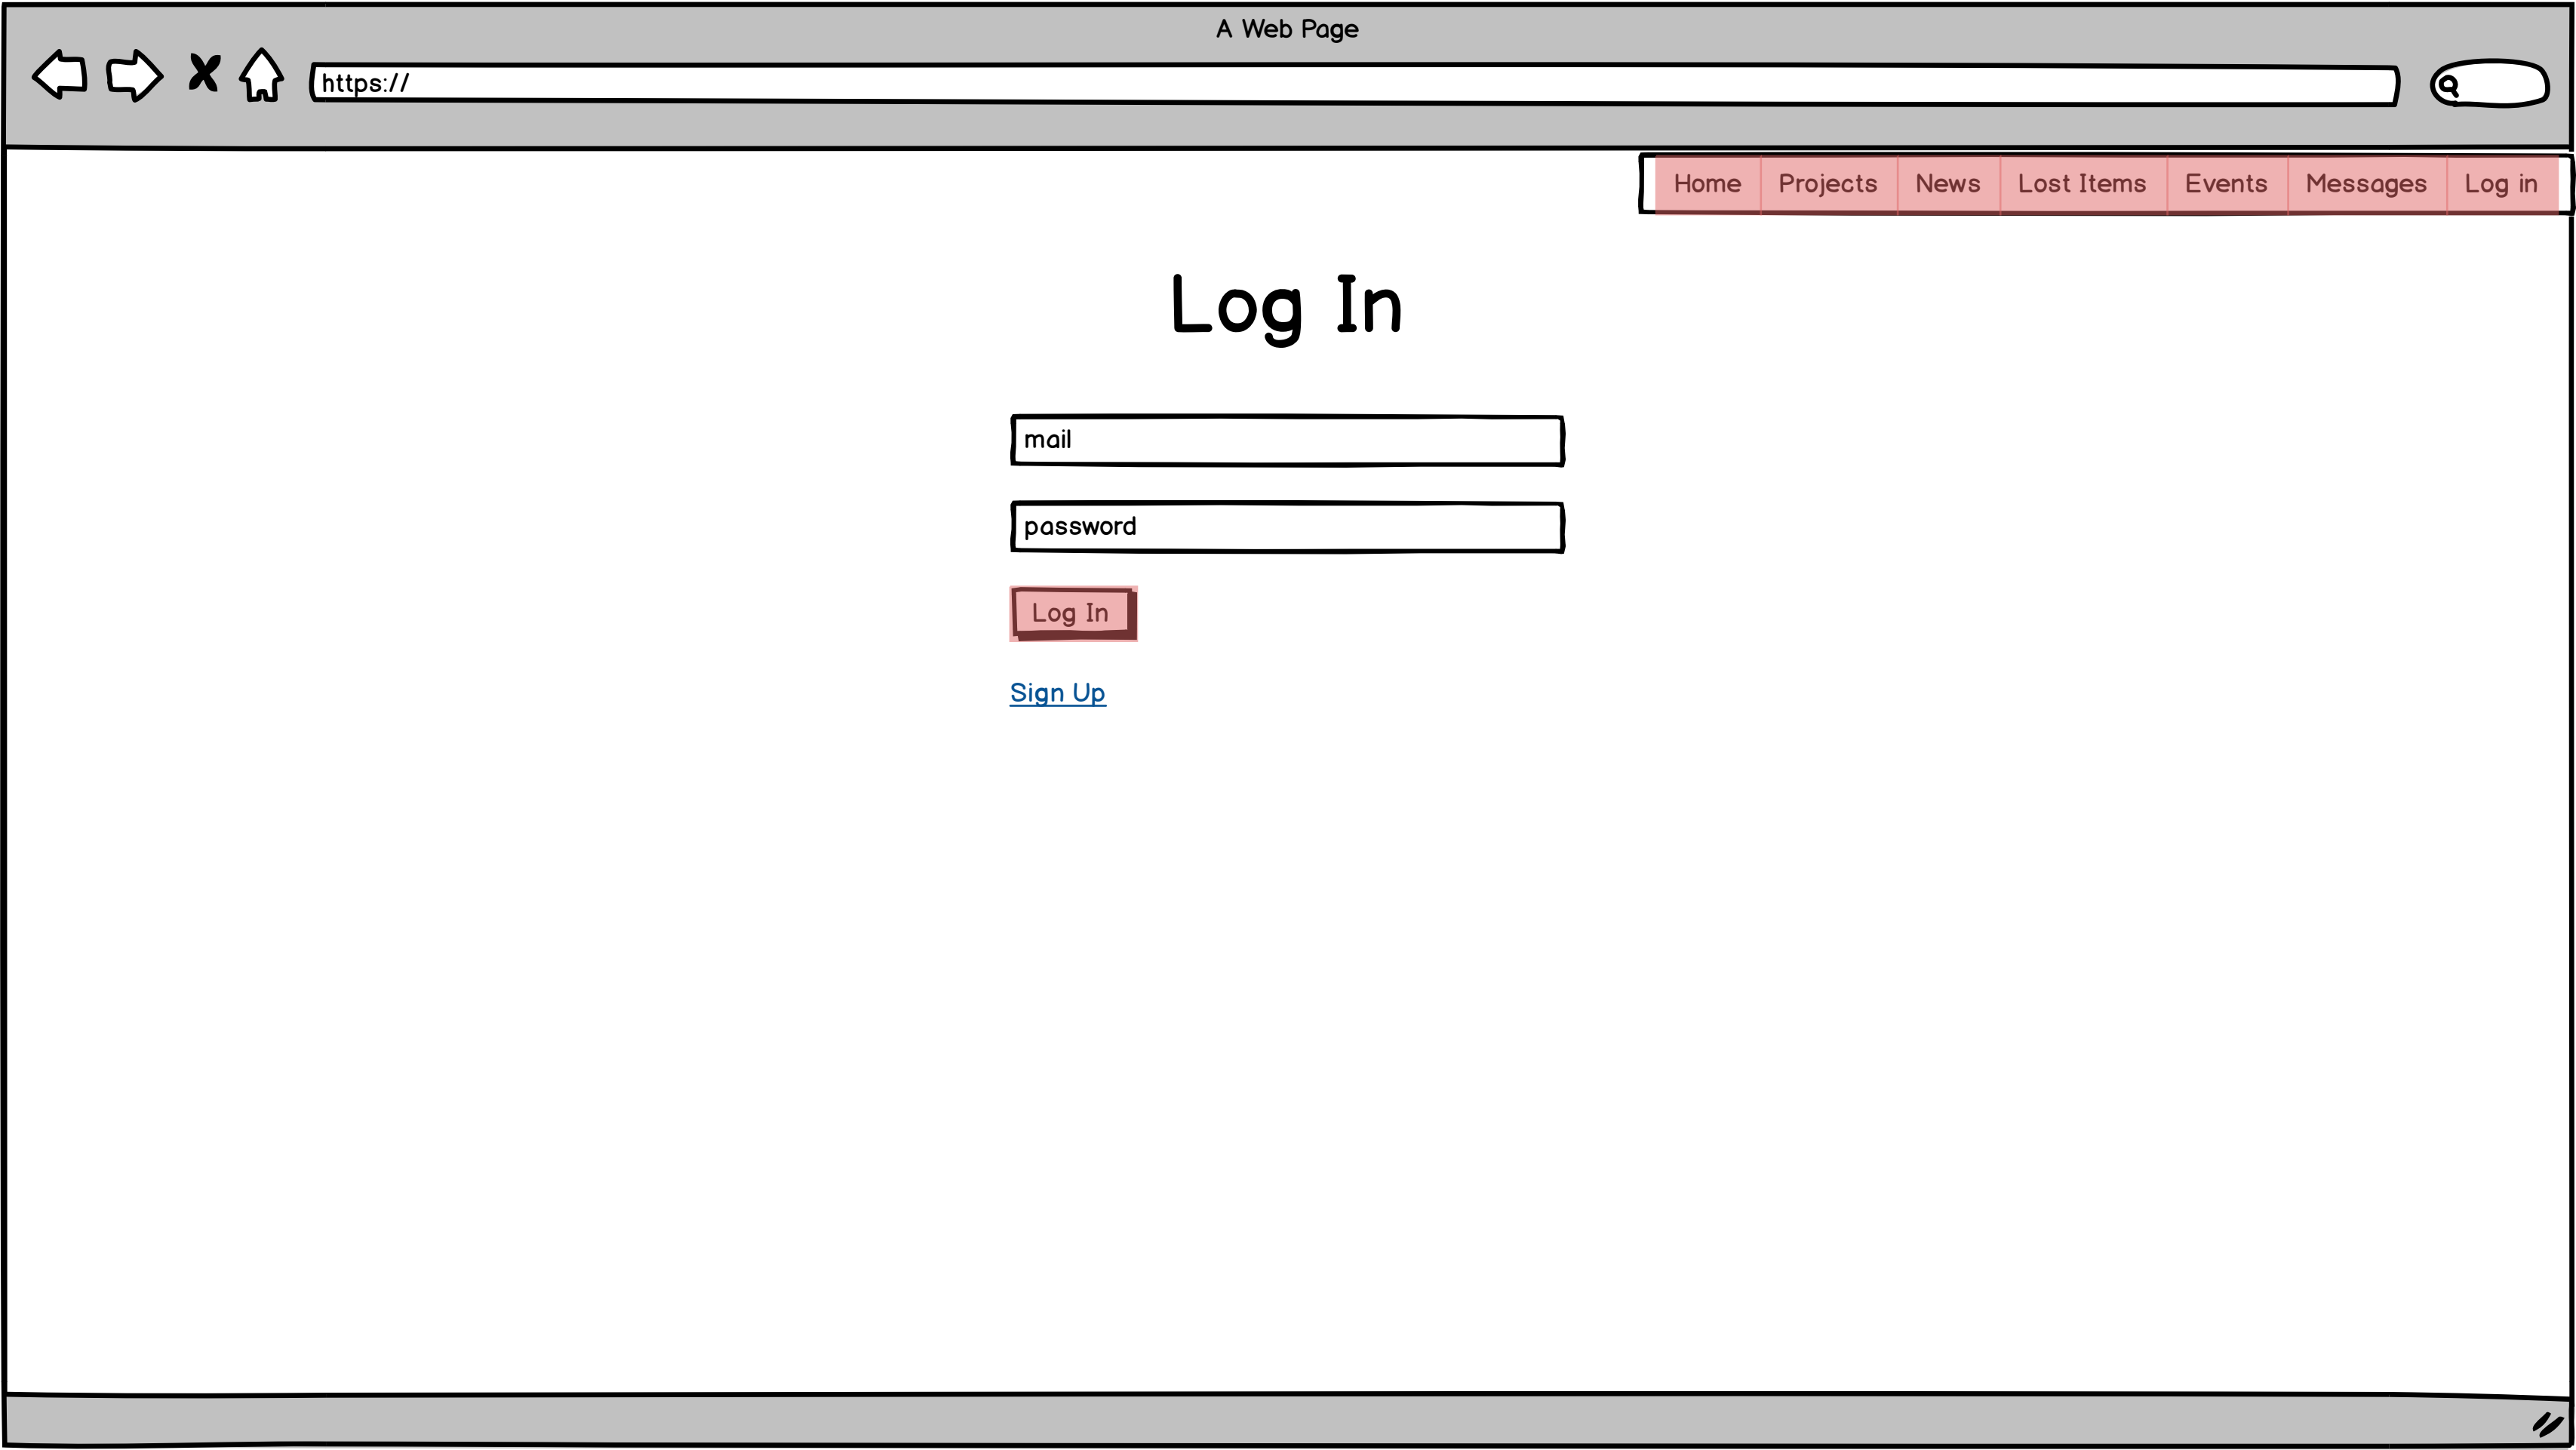 A Web Page
https://
Home Projects News Lost Items Events Messages Log in
Log In
mail
password
Log In
Sign Up